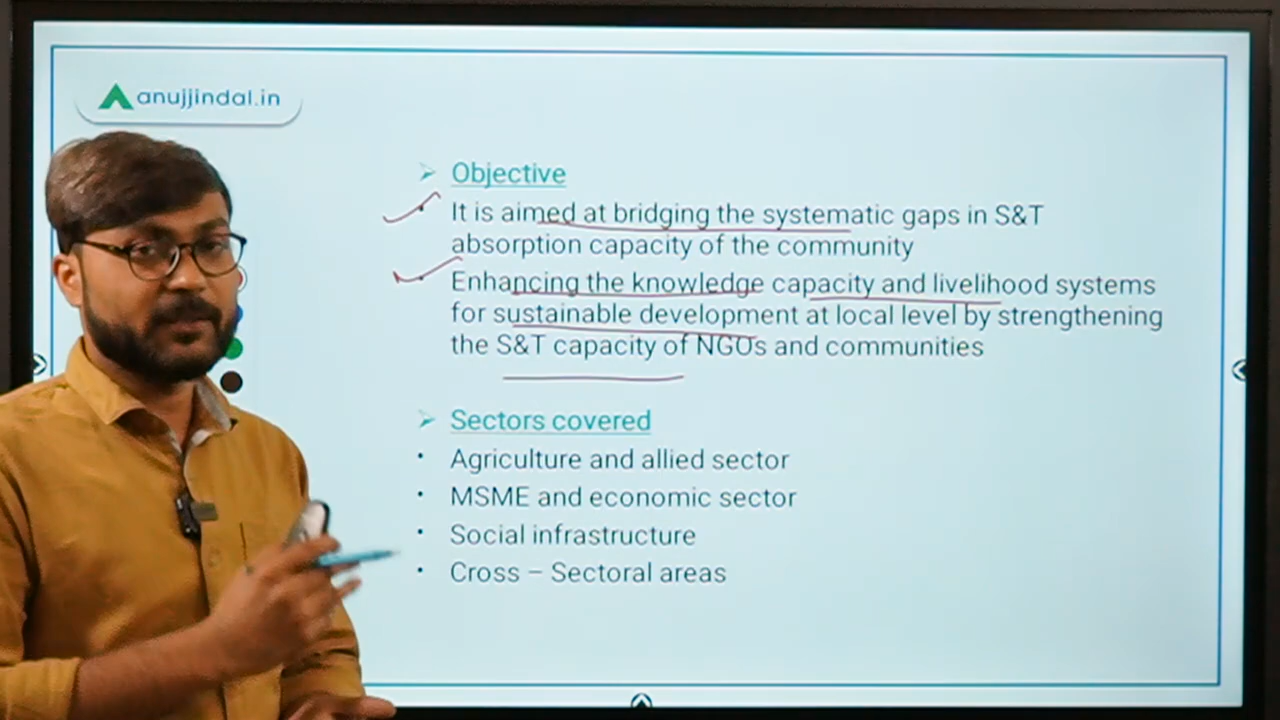 anujjindal.in
Objective
It is aimed at bridging the systematic gaps in S&T
absorption capacity of the community
Enhancing the knowledge capacity and livelihood systems
for sustainable development at local level by strengthening
the S&T capacity of NGOs and communities
Sectors covered
Agriculture and allied sector
MSME and economic sector
Social infrastructure
Cross – Sectoral areas